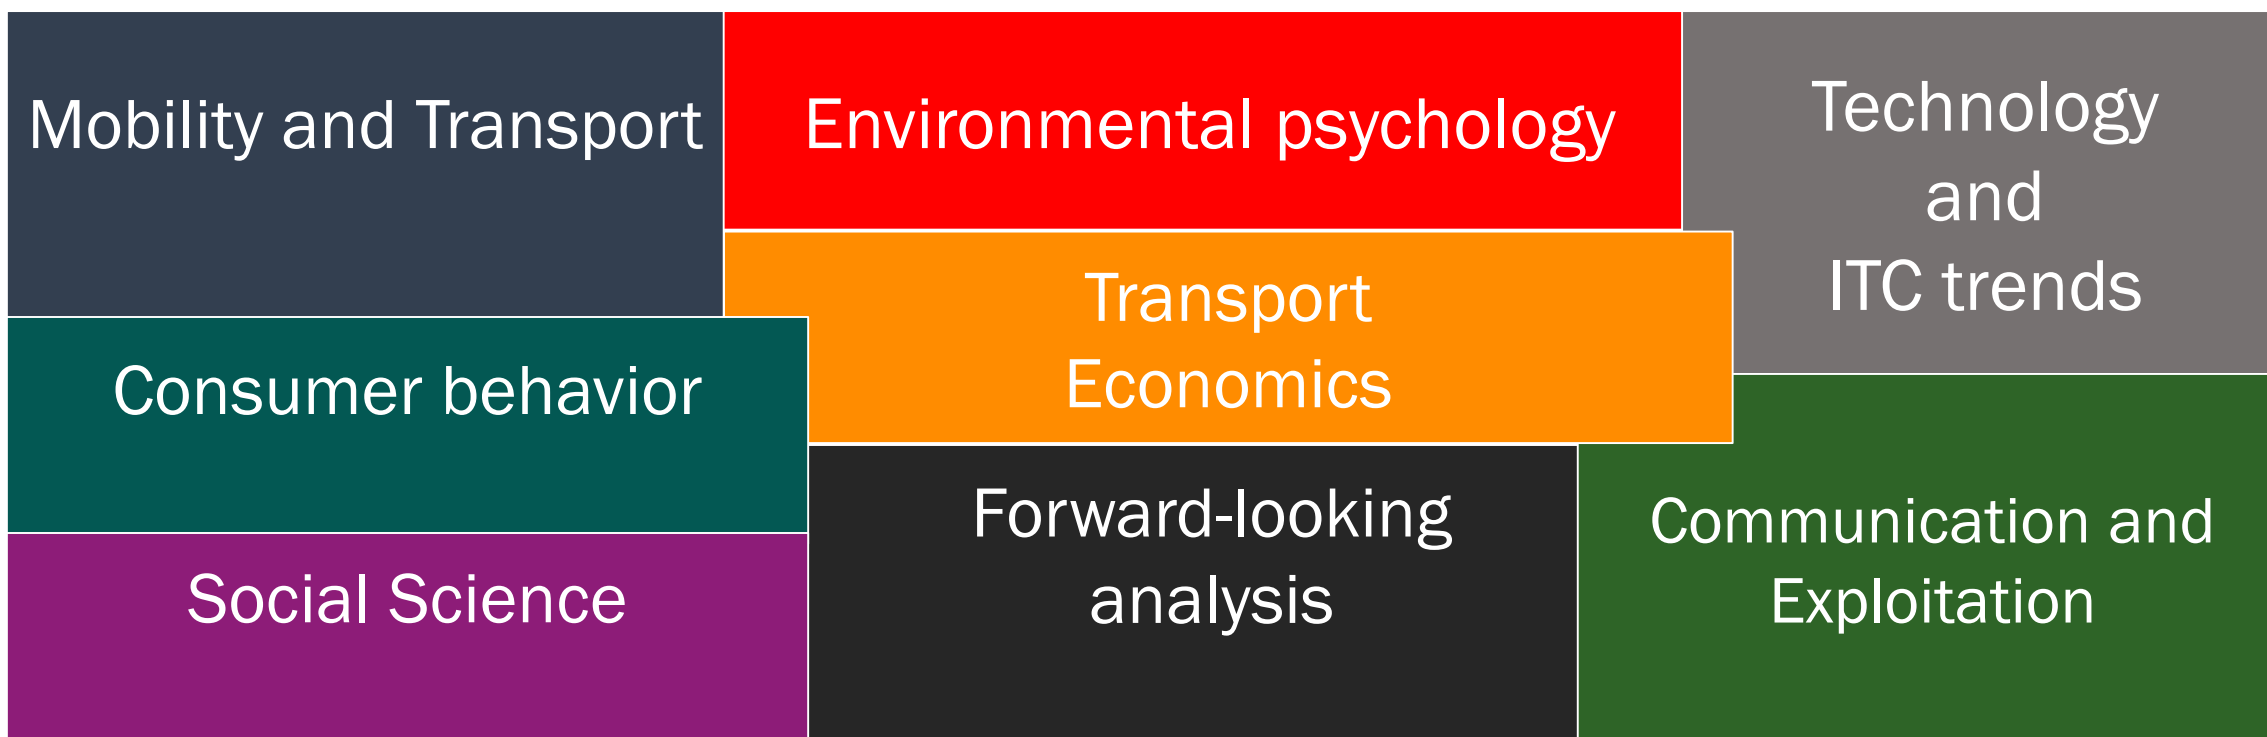 Mobility and Transport
Environmental psychology
Technology
and
ITC trends
Transport
Economics
Consumer behavior
Forward-looking
analysis
Communication and
Exploitation
Social Science